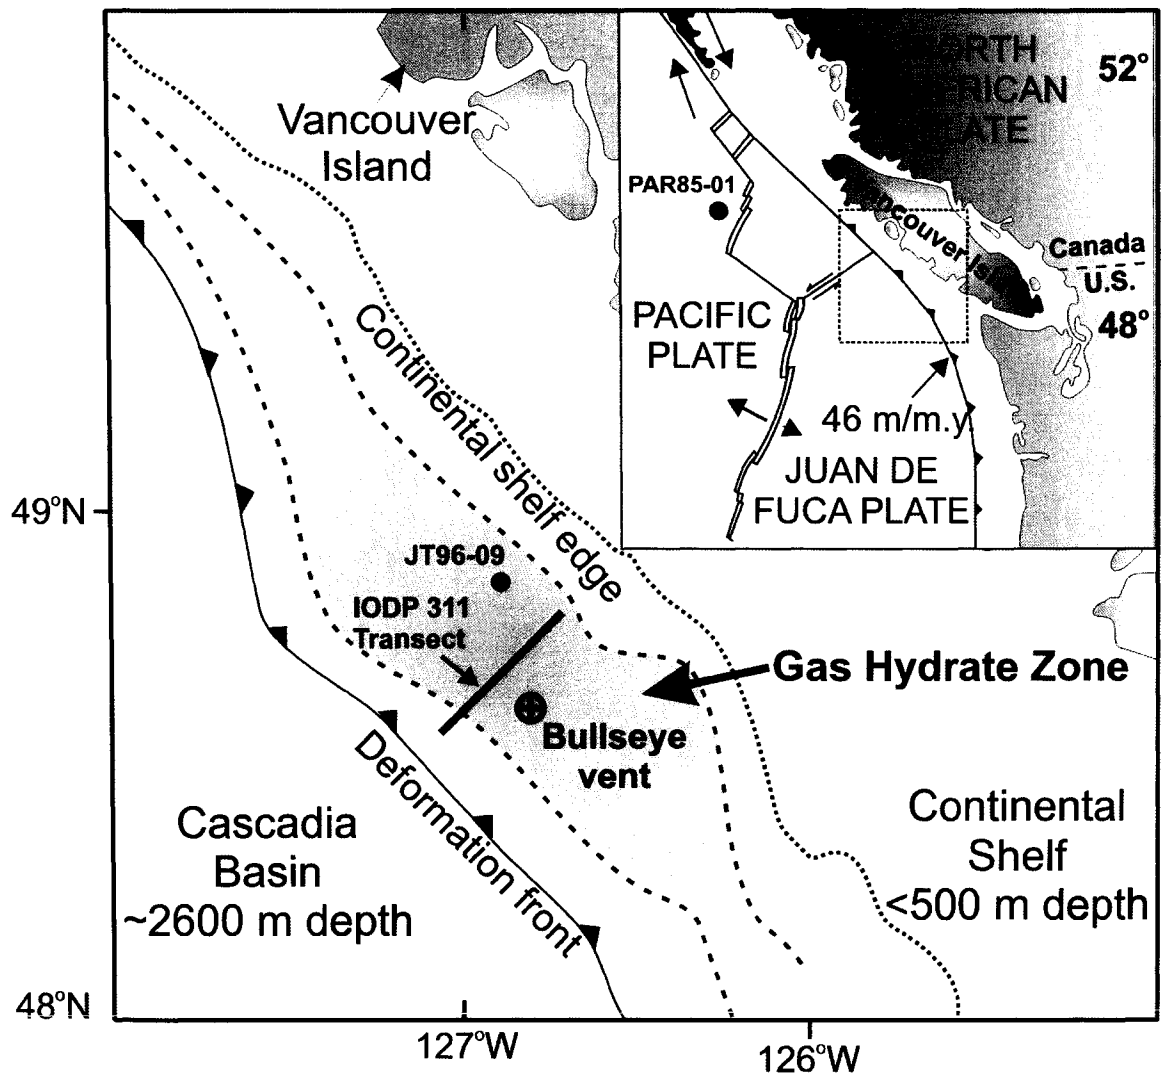 Vancouver
Island
Continental shelf edge
49°N
JT96-09
IODP 311
Transect
Gas Hydrate Zone
Bullseye
vent
Deformation front
Cascadia
Basin
~2600 m depth
Continental
Shelf
<500 m depth
48°N
127°W
126°W
52°
PAR85-01
Canada
U.S.
48°
PACIFIC
PLATE
46 m/m.y.
JUAN DE
FUCA PLATE